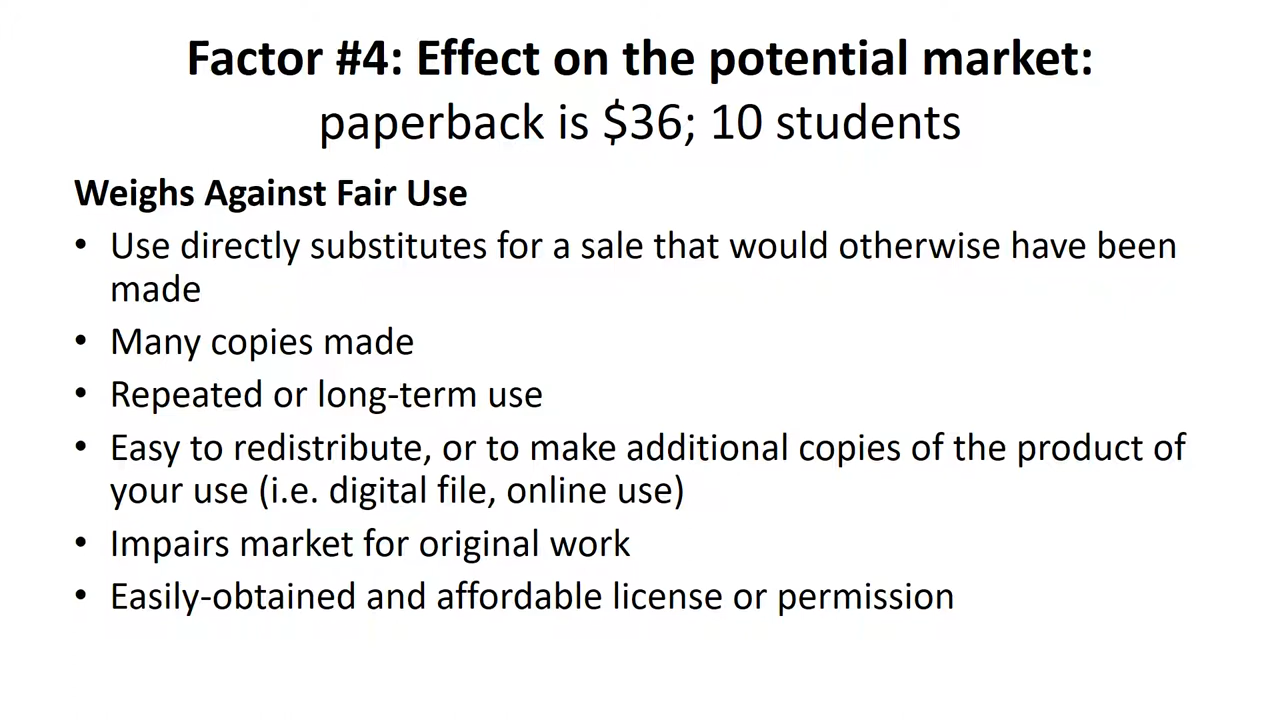 Factor #4: Effect on the potential market:
paperback is $36; 10 students
Weighs Against Fair Use
• Use directly substitutes for a sale that would otherwise have been
made
• Many copies made
• Repeated or long-term use
• Easy to redistribute, or to make additional copies of the product of
your use (i.e. digital file, online use)
• Impairs market for original work
• Easily-obtained and affordable license or permission